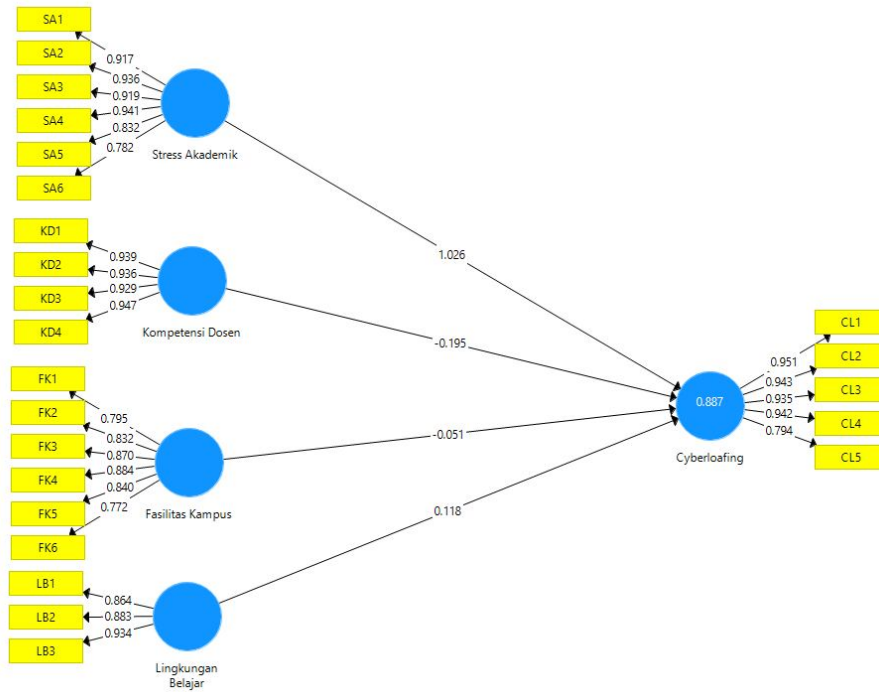 SA1
SA2
SA3
SA4
SA5
SA6
0.917
0.936
0.919
0.941
0.832
0.782
Stress Akademik
1.026
KD1
KD2
KD3
KD4
0.939
0.936
0.929
0.947
Kompetensi Dosen
-0.195
FK1
FK2
FK3
FK4
FK5
FK6
0.795
0.832
0.870
0.884
0.840
0.772
Fasilitas Kampus
-0.051
LB1
LB2
LB3
0.864
0.883
0.934
Lingkungan
Belajar
0.118
0.887
Cyberloafing
0.951
0.943
0.935
0.942
0.794
CL1
CL2
CL3
CL4
CL5